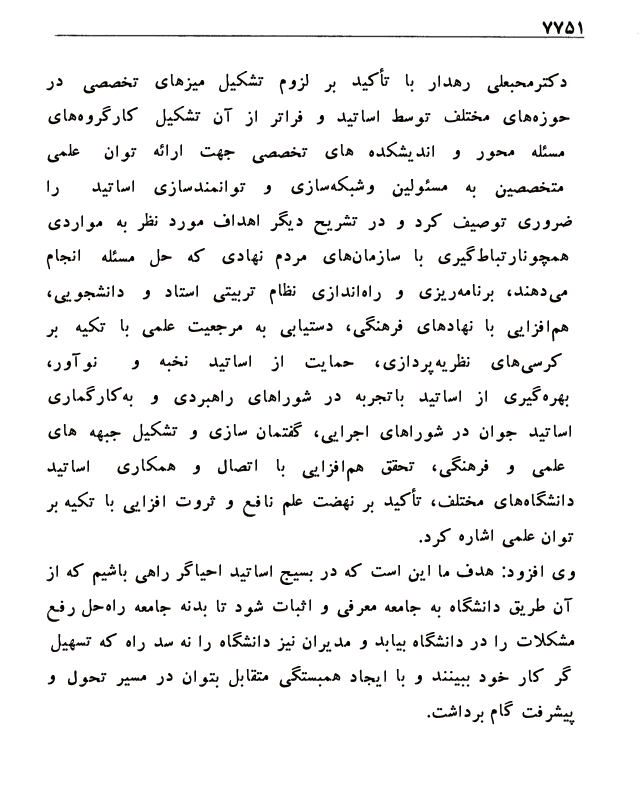 ۷۷۵۱
دکترمحبعلی رهدار با تأکید بر لزوم تشکیل میزهای تخصصی در
حوزه‌های مختلف توسط اساتید و فراتر از آن تشکیل کارگروه‌های
مسئله محور و اندیشکده های تخصصی جهت ارائه توان علمی
متخصصین به مسئولین وشبکه‌سازی و توانمندسازی اساتید را
ضروری توصیف کرد و در تشریح دیگر اهداف مورد نظر به مواردی
همچونارتباط‌گیری با سازمان‌های مردم نهادی که حل مسئله انجام
می‌دهند، برنامه‌ریزی و راه‌اندازی نظام تربیتی استاد و دانشجویی،
هم‌افزایی با نهادهای فرهنگی، دستیابی به مرجعیت علمی با تکیه بر
کرسی‌های نظریه‌پردازی، حمایت از اساتید نخبه و نوآور،
بهره‌گیری از اساتید باتجربه در شوراهای راهبردی و به‌کارگماری
اساتید جوان در شوراهای اجرایی، گفتمان سازی و تشکیل جبهه های
علمی و فرهنگی، تحقق هم‌افزایی با اتصال و همکاری اساتید
دانشگاه‌های مختلف، تأکید بر نهضت علم نافع و ثروت افزایی با تکیه بر
توان علمی اشاره کرد.
وی افزود: هدف ما این است که در بسیج اساتید احیاگر راهی باشیم که از
آن طریق دانشگاه به جامعه معرفی و اثبات شود تا بدنه جامعه راه‌حل رفع
مشکلات را در دانشگاه بیابد و مدیران نیز دانشگاه را نه سد راه که تسهیل
گر کار خود ببینند و با ایجاد همبستگی متقابل بتوان در مسیر تحول و
پیشرفت گام برداشت.